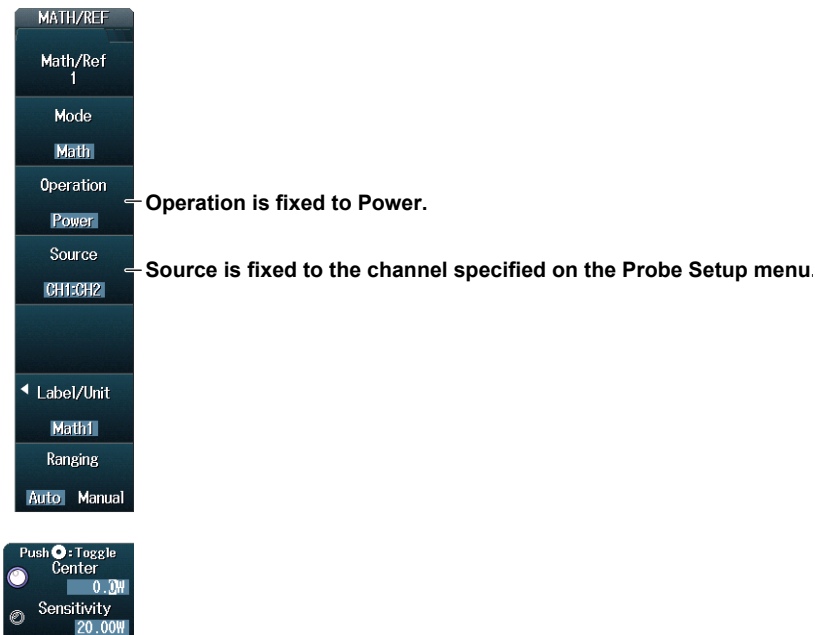 MATH/REF
Math/Ref
1
Mode
Math
Operation
Power
Operation is fixed to Power.
Source
CH1:CH2
Source is fixed to the channel specified on the Probe Setup menu.
Label/Unit
Math1
Ranging
Auto Manual
Push : Toggle
Center
0.0W
Sensitivity
20.00W